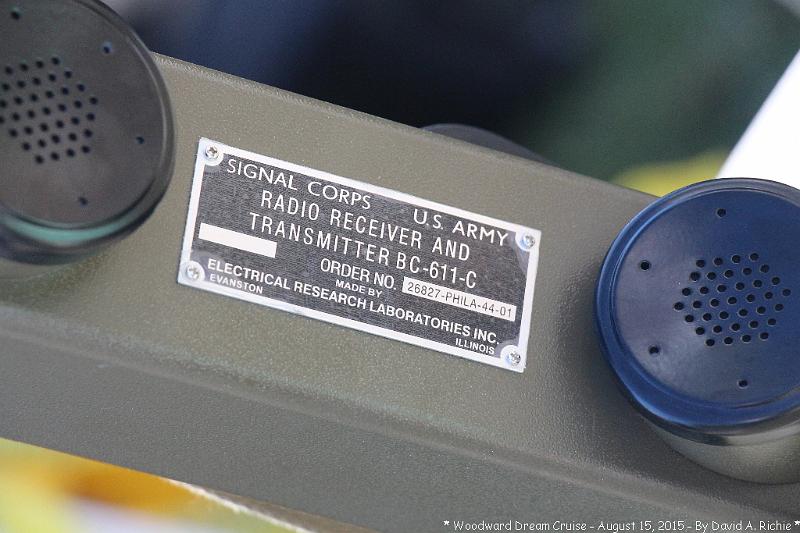 SIGNAL CORPS U.S. ARMY
RADIO RECEIVER AND
TRANSMITTER BC-611-C
ORDER NO. 26827-PHILA-44-01
MADE BY
ELECTRICAL RESEARCH LABORATORIES INC.
EVANSTON ILLINOIS
* Woodward Dream Cruise - August 15, 2015 - By David A. Richie *